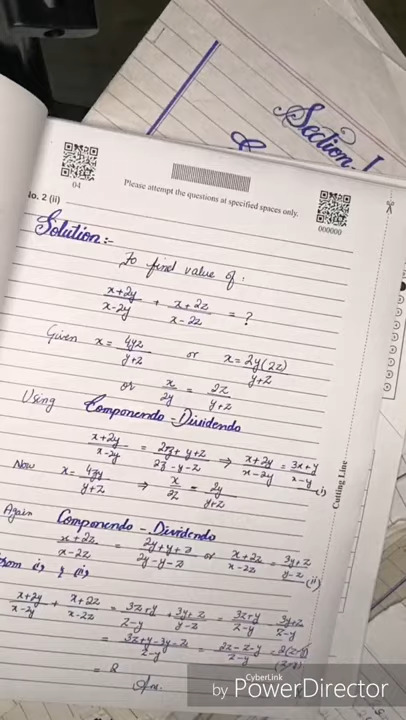 Section-I
04
Please attempt the questions at specified spaces only.
000000
No. 2 (ii)
Solution:-
To find value of :
(x+2y)/(x-2y) + (x+2z)/(x-2z) = ?
Given x = 4yz/(y+z) or x = 2y(2z)/(y+z)
or x/2y = 2z/(y+z)
Using Componendo-Dividendo
(x+2y)/(x-2y) = (2z+y+z)/(2z-y-z) ⇒ (x+2y)/(x-2y) = (3z+y)/(z-y) (i)
Now x = 4yz/(y+z) ⇒ x/2z = 2y/(y+z)
Again Componendo-Dividendo
(x+2z)/(x-2z) = (2y+y+z)/(2y-y-z) or (x+2z)/(x-2z) = (3y+z)/(y-z) (ii)
from i, & ii,
(x+2y)/(x-2y) + (x+2z)/(x-2z) = (3z+y)/(z-y) + (3y+z)/(y-z) = (3z+y)/(z-y) - (3y+z)/(z-y)
= (3z+y-3y-z)/(z-y) = (2z-2y)/(z-y) = 2(z-y)/(z-y)
= 2
Ans.
Cutting Line
CyberLink
by PowerDirector